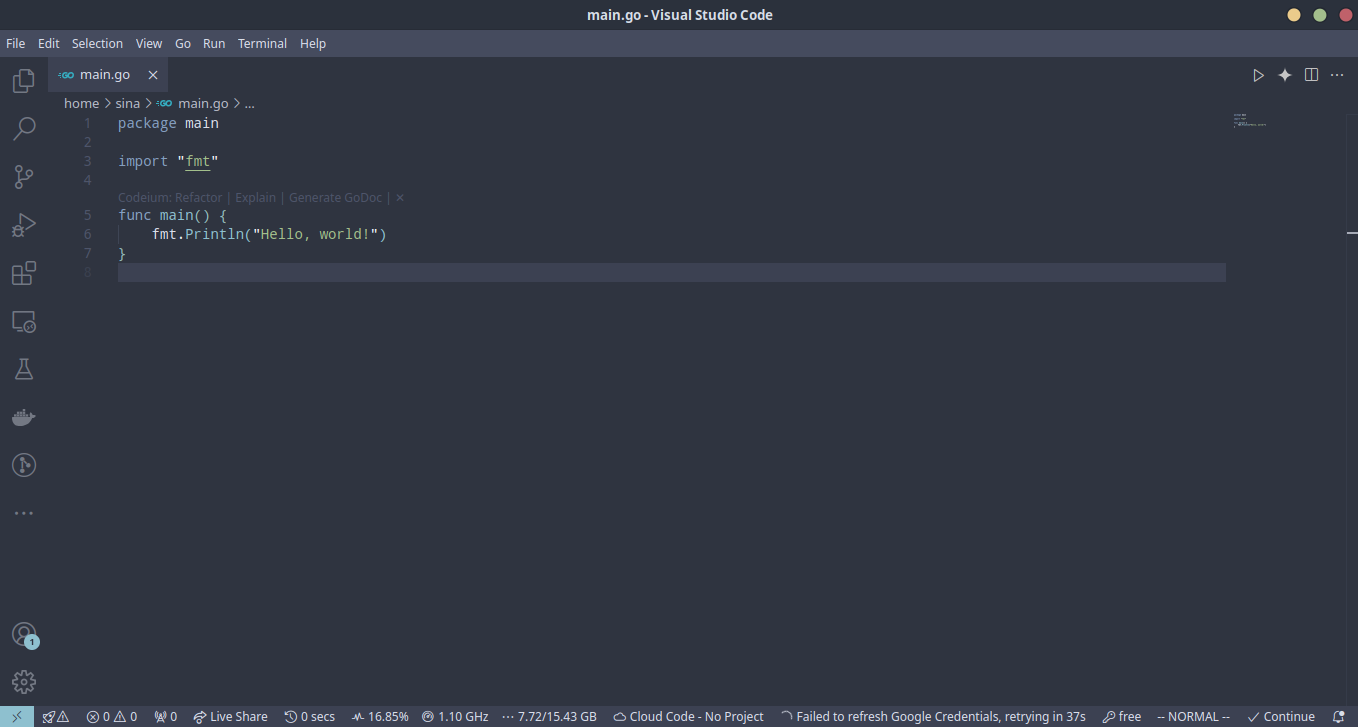 main.go - Visual Studio Code
File Edit Selection View Go Run Terminal Help
GO main.go
home > sina > GO main.go > ...
1 package main
2
3 import "fmt"
4
Codeium: Refactor | Explain | Generate GoDoc | ×
5 func main() {
6 fmt.Println("Hello, world!")
7 }
8
1
0 0 0 Live Share 0 secs 16.85% 1.10 GHz ··· 7.72/15.43 GB Cloud Code - No Project Failed to refresh Google Credentials, retrying in 37s free -- NORMAL -- Continue